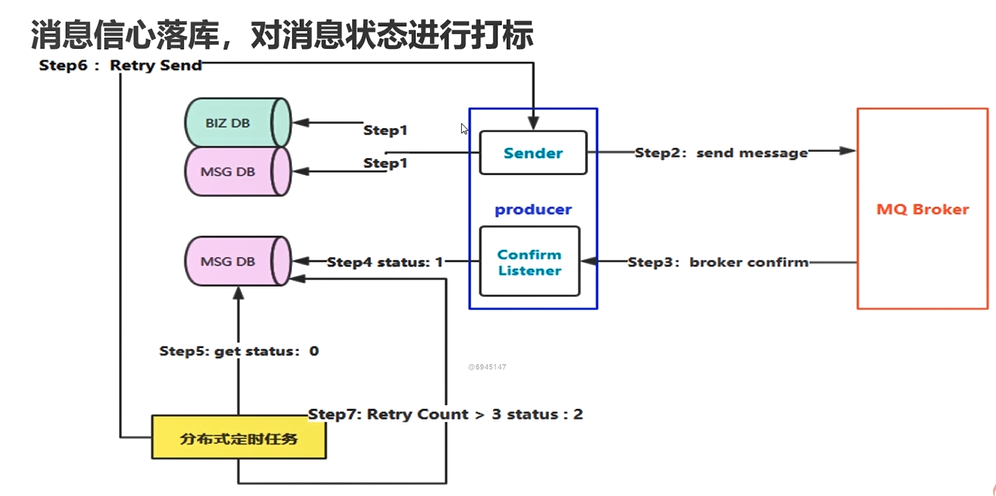 消息信心落库，对消息状态进行打标
Step6 ：Retry Send
BIZ DB
Step1
MSG DB
Step1
Sender
Step2：send message
producer
MQ Broker
MSG DB
Step4 status: 1
Confirm
Listener
Step3：broker confirm
Step5: get status：0
@6945147
Step7: Retry Count > 3 status : 2
分布式定时任务